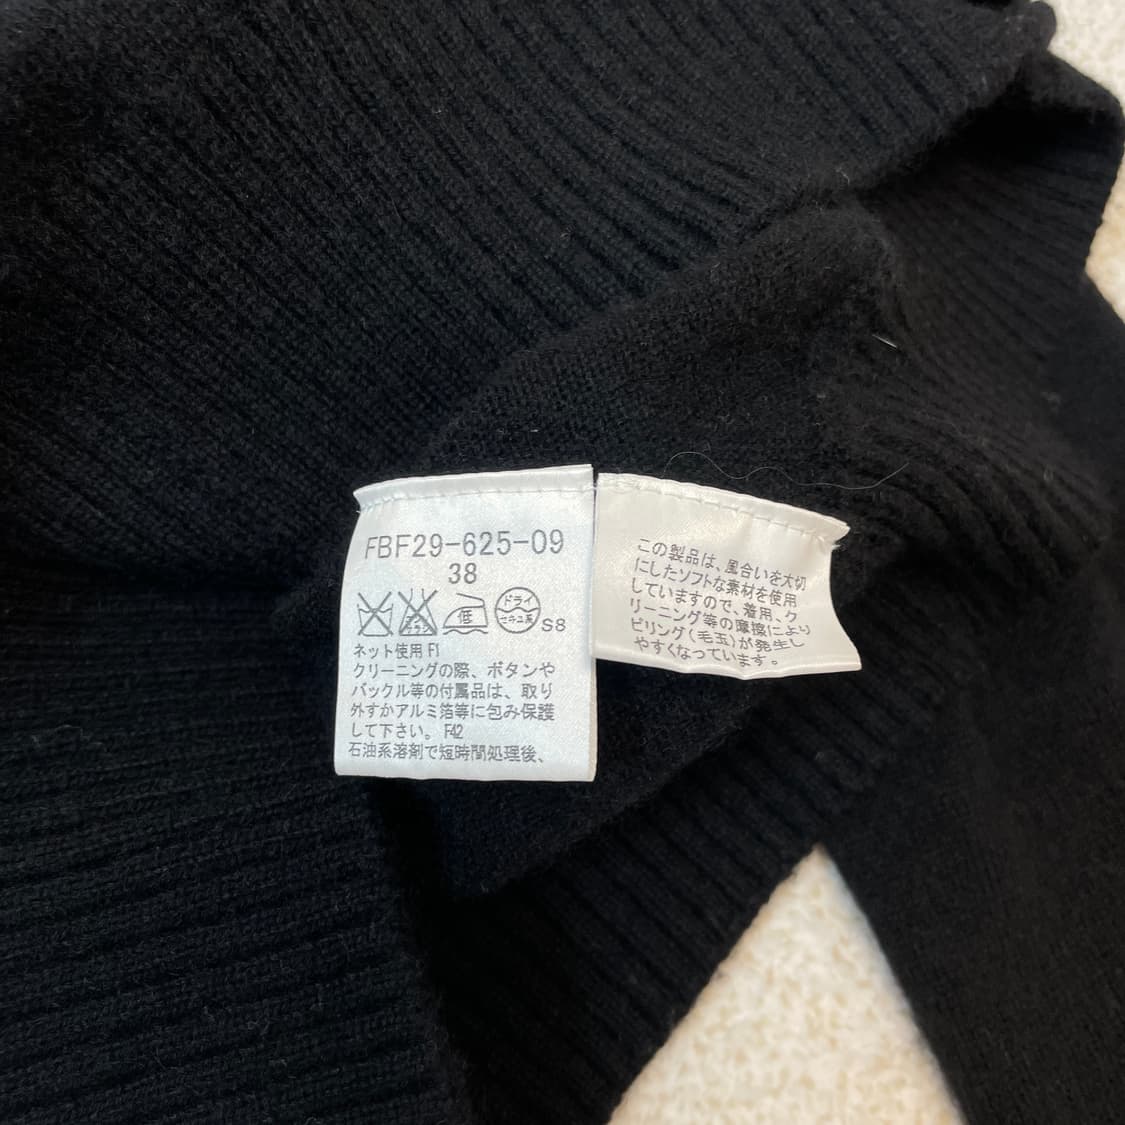 FBF29-625-09
38
低
ドライ
セキユ系
S8
ネット使用 F1
クリーニングの際、ボタンや
バックル等の付属品は、取り
外すかアルミ箔等に包み保護
して下さい。F42
石油系溶剤で短時間処理後、
この製品は、風合いを大切
にしたソフトな素材を使用
していますので、着用、ク
リーニング等の摩擦により
ピリング(毛玉)が発生し
やすくなっています。